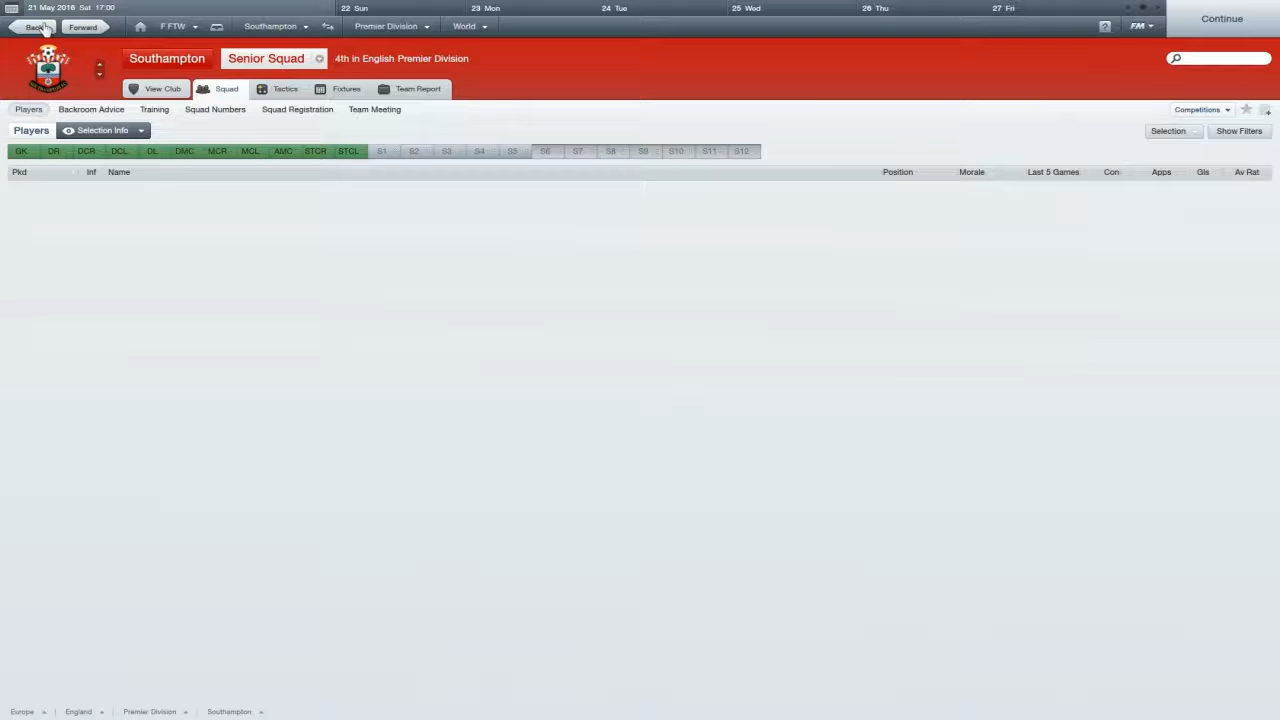 21 May 2016 Sat 17:00 22 Sun 23 Mon 24 Tue 25 Wed 26 Thu 27 Fri
Back Forward F FTW Southampton Premier Division World ? FM Continue
Southampton Senior Squad 4th in English Premier Division
View Club Squad Tactics Fixtures Team Report
Players Backroom Advice Training Squad Numbers Squad Registration Team Meeting Competitions
Players Selection Info Selection Show Filters
GK DR DCR DCL DL DMC MCR MCL AMC STCR STCL S1 S2 S3 S4 S5 S6 S7 S8 S9 S10 S11 S12
Pkd Inf Name Position Morale Last 5 Games Con Apps Gls Av Rat
Europe England Premier Division Southampton